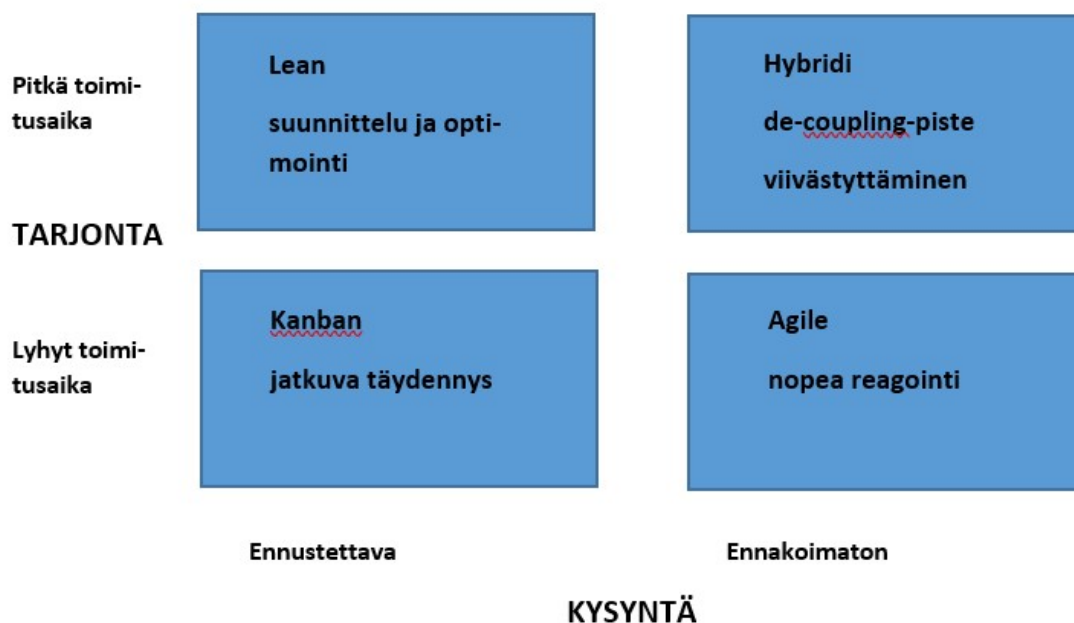 Pitkä toimi-
tusaika
Lean
suunnittelu ja opti-
mointi
Hybridi
de-coupling-piste
viivästyttäminen
TARJONTA
Lyhyt toimi-
tusaika
Kanban
jatkuva täydennys
Agile
nopea reagointi
Ennustettava
Ennakoimaton
KYSYNTÄ